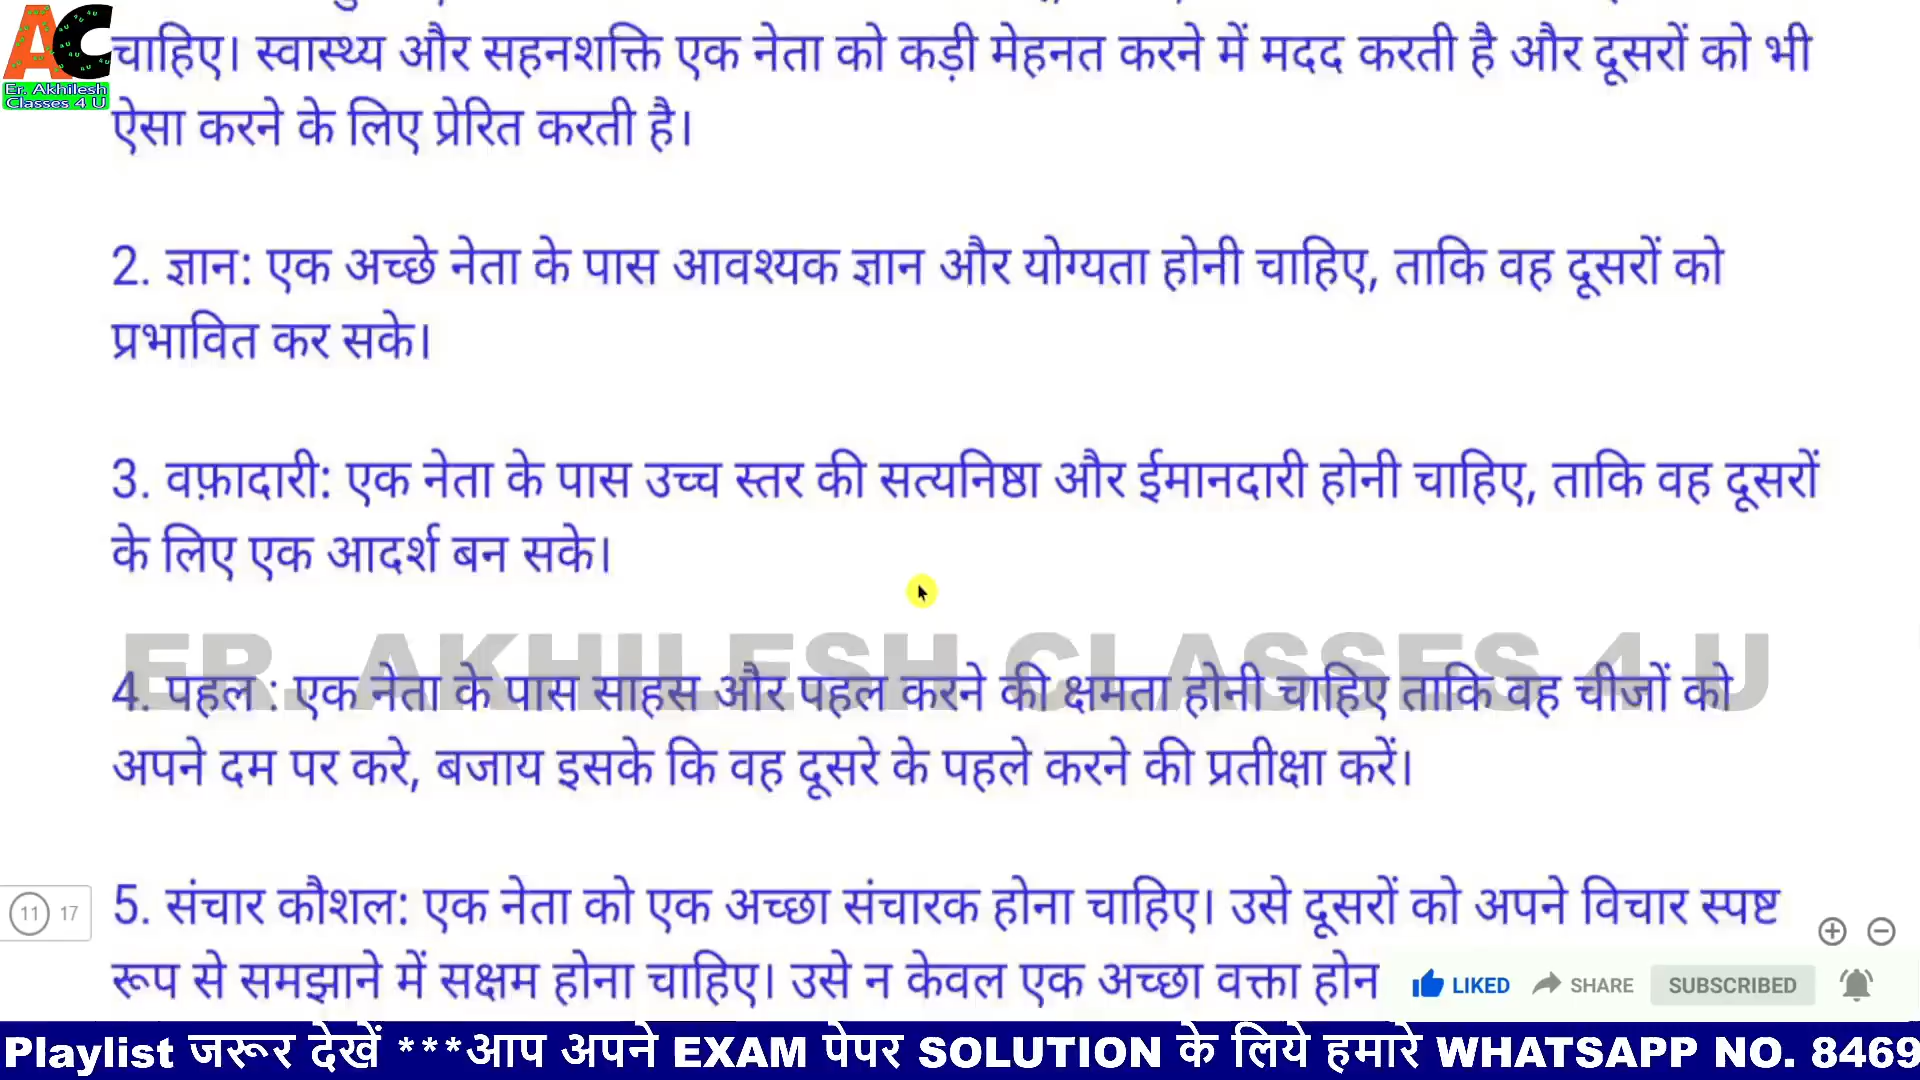 AC
Er. Akhilesh
Classes 4 U
चाहिए। स्वास्थ्य और सहनशक्ति एक नेता को कड़ी मेहनत करने में मदद करती है और दूसरों को भी
ऐसा करने के लिए प्रेरित करती है।
2. ज्ञान: एक अच्छे नेता के पास आवश्यक ज्ञान और योग्यता होनी चाहिए, ताकि वह दूसरों को
प्रभावित कर सके।
3. वफ़ादारी: एक नेता के पास उच्च स्तर की सत्यनिष्ठा और ईमानदारी होनी चाहिए, ताकि वह दूसरों
के लिए एक आदर्श बन सके।
ER. AKHILESH CLASSES 4 U
4. पहल : एक नेता के पास साहस और पहल करने की क्षमता होनी चाहिए ताकि वह चीजों को
अपने दम पर करे, बजाय इसके कि वह दूसरे के पहले करने की प्रतीक्षा करें।
5. संचार कौशल: एक नेता को एक अच्छा संचारक होना चाहिए। उसे दूसरों को अपने विचार स्पष्ट
रूप से समझाने में सक्षम होना चाहिए। उसे न केवल एक अच्छा वक्ता होन
11 17
LIKED SHARE SUBSCRIBED
Playlist जरूर देखें ***आप अपने EXAM पेपर SOLUTION के लिये हमारे WHATSAPP NO. 8469